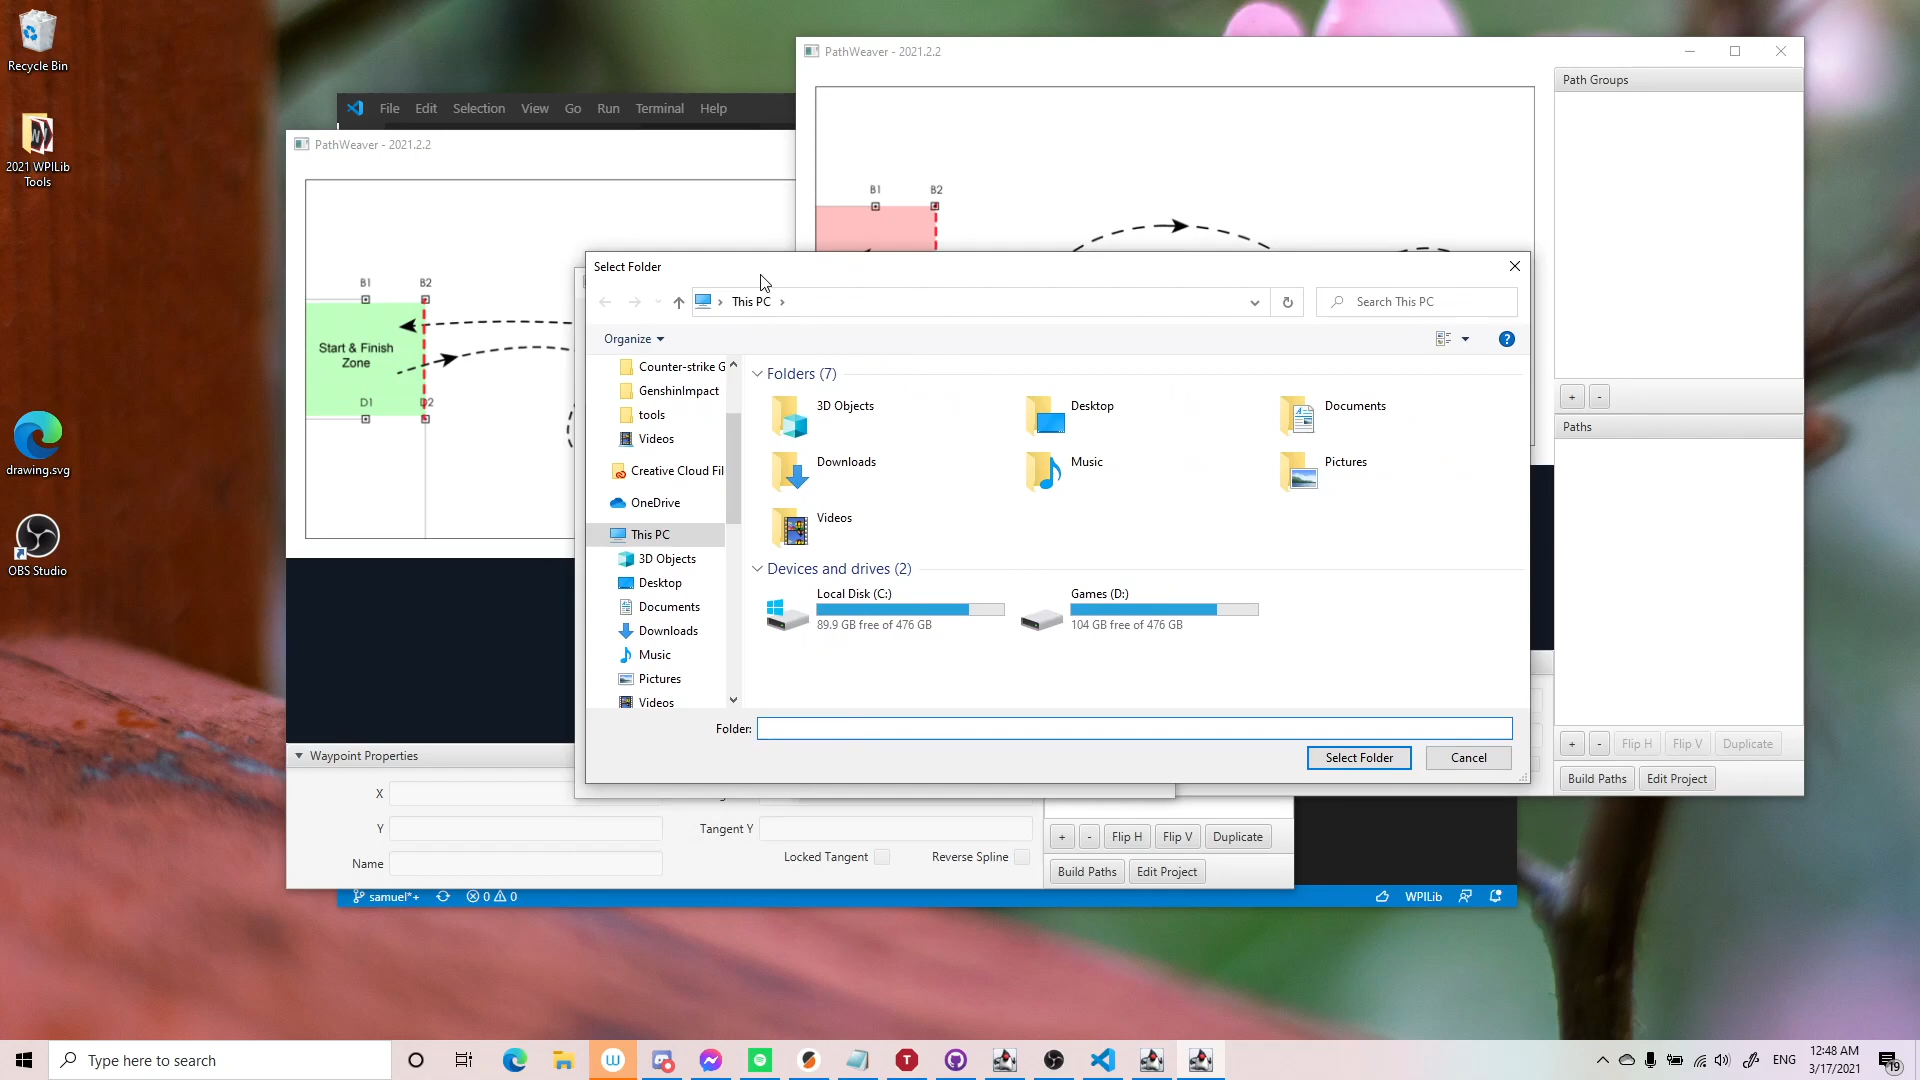 Recycle Bin
2021 WPILib
Tools
drawing.svg
OBS Studio
PathWeaver - 2021.2.2
Path Groups
B1
B2
+
-
Paths
+
-
Flip H
Flip V
Duplicate
Build Paths
Edit Project
File
Edit
Selection
View
Go
Run
Terminal
Help
PathWeaver - 2021.2.2
B1
B2
Start & Finish
Zone
D1
D2
Waypoint Properties
X
Y
Tangent Y
Name
Locked Tangent
Reverse Spline
+
-
Flip H
Flip V
Duplicate
Build Paths
Edit Project
samuel*+
0
0
WPILib
Select Folder
This PC
Search This PC
Organize
Counter-strike G
GenshinImpact
tools
Videos
Creative Cloud Fil
OneDrive
This PC
3D Objects
Desktop
Documents
Downloads
Music
Pictures
Videos
Folders (7)
3D Objects
Desktop
Documents
Downloads
Music
Pictures
Videos
Devices and drives (2)
Local Disk (C:)
89.9 GB free of 476 GB
Games (D:)
104 GB free of 476 GB
Folder:
Select Folder
Cancel
Type here to search
ENG
12:48 AM
3/17/2021
19